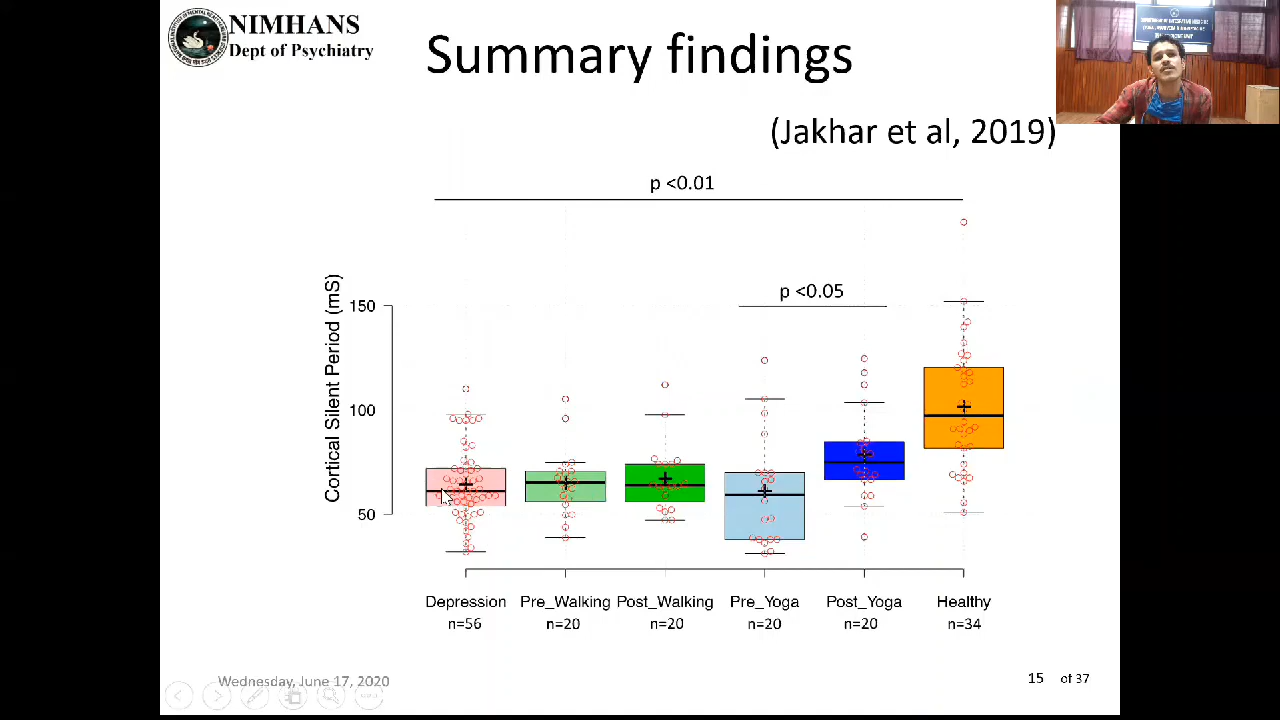 NIMHANS
Dept of Psychiatry
Summary findings
(Jakhar et al, 2019)
p <0.01
p <0.05
Cortical Silent Period (mS)
150
100
50
Depression Pre_Walking Post_Walking Pre_Yoga Post_Yoga Healthy
n=56 n=20 n=20 n=20 n=20 n=34
Wednesday, June 17, 2020
15 of 37